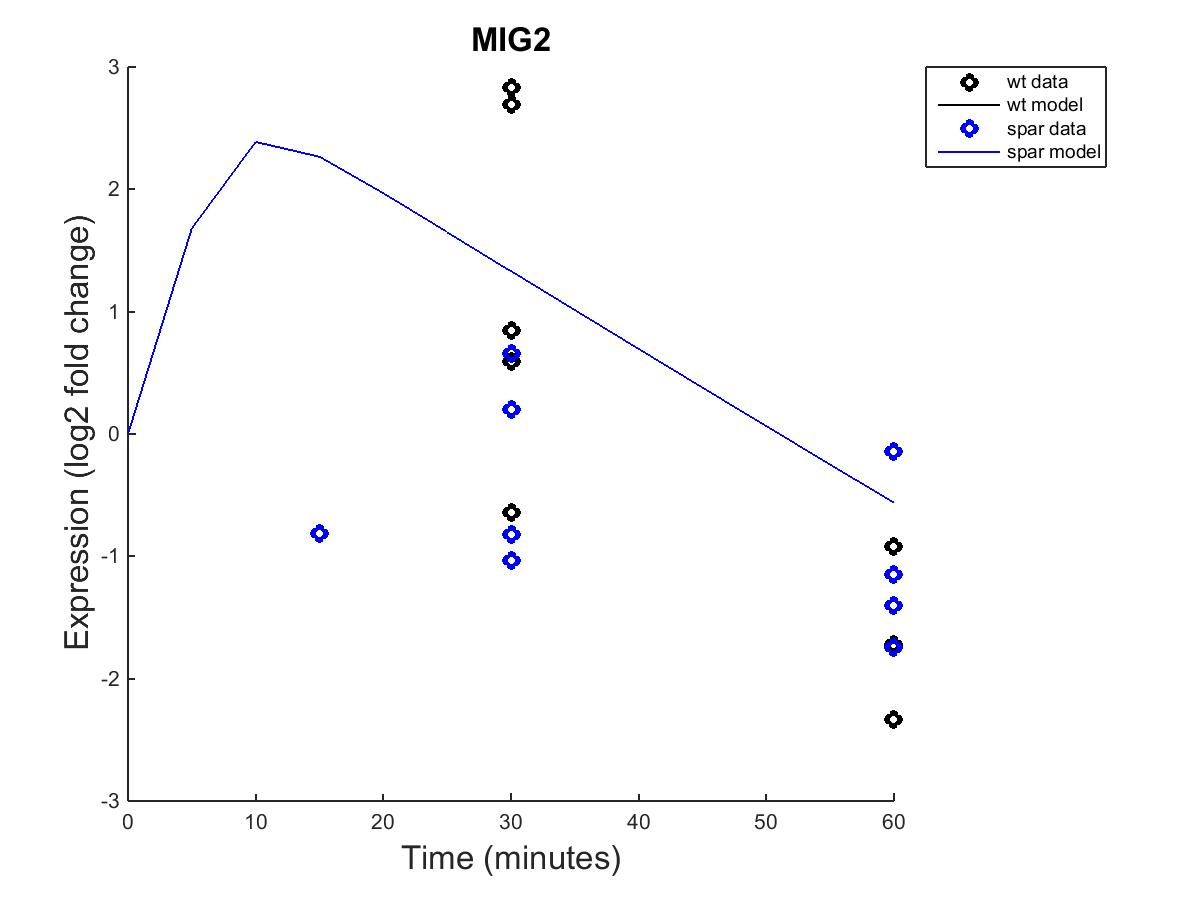 MIG2
wt data
wt model
spar data
spar model
Expression (log2 fold change)
3
2
1
0
-1
-2
-3
0 10 20 30 40 50 60
Time (minutes)